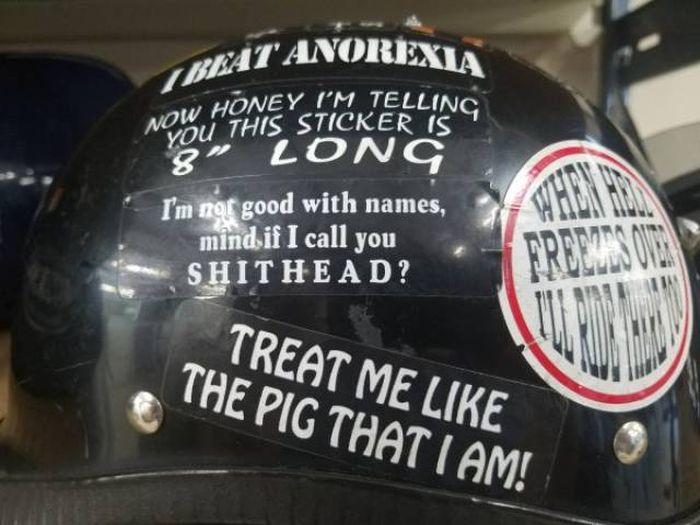 I BEAT ANOREXIA
NOW HONEY I'M TELLING
YOU THIS STICKER IS
8" LONG
I'm not good with names,
mind if I call you
SHITHEAD?
TREAT ME LIKE
THE PIG THAT I AM!
WHEN HELL
FREEZES OVER
I'LL RIDE THERE TOO